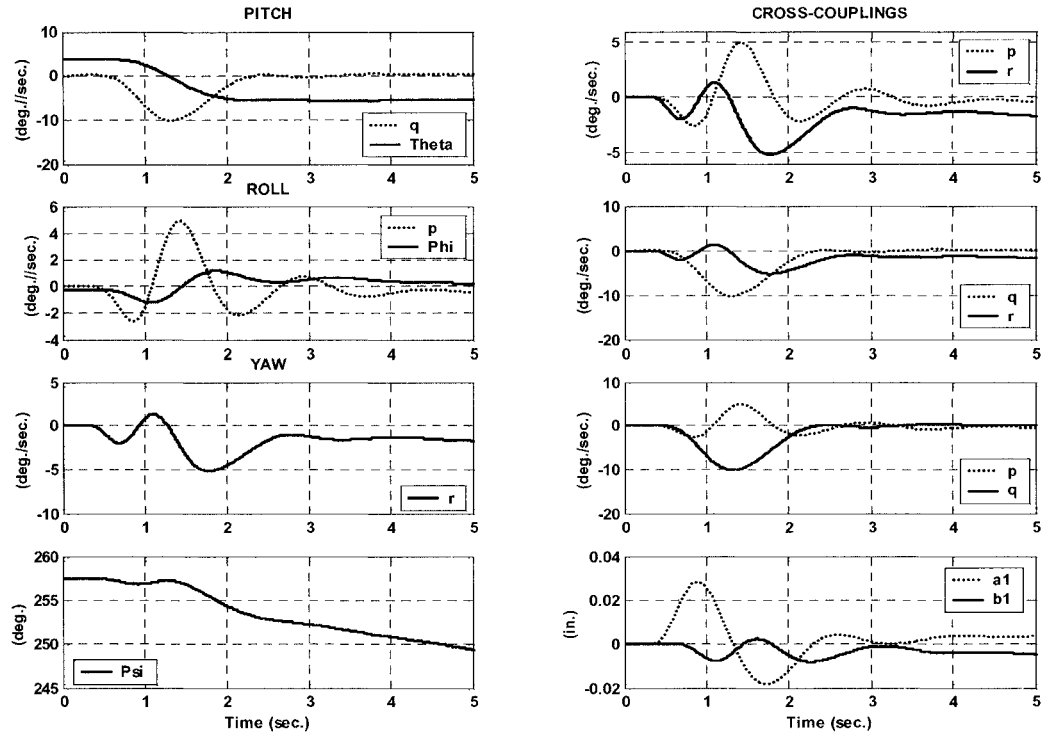 PITCH
10
0
-10
-20
(deg.//sec.)
q
Theta
0 1 2 3 4 5
ROLL
6
4
2
0
-2
-4
(deg.//sec.)
p
Phi
0 1 2 3 4 5
YAW
5
0
-5
-10
(deg./sec.)
r
0 1 2 3 4 5
260
255
250
245
(deg.)
Psi
0 1 2 3 4 5
Time (sec.)
CROSS-COUPLINGS
5
0
-5
(deg./sec.)
p
r
0 1 2 3 4 5
10
0
-10
-20
(deg./sec.)
q
r
0 1 2 3 4 5
10
0
-10
-20
(deg./sec.)
p
q
0 1 2 3 4 5
0.04
0.02
0
-0.02
(in.)
a1
b1
0 1 2 3 4 5
Time (sec.)